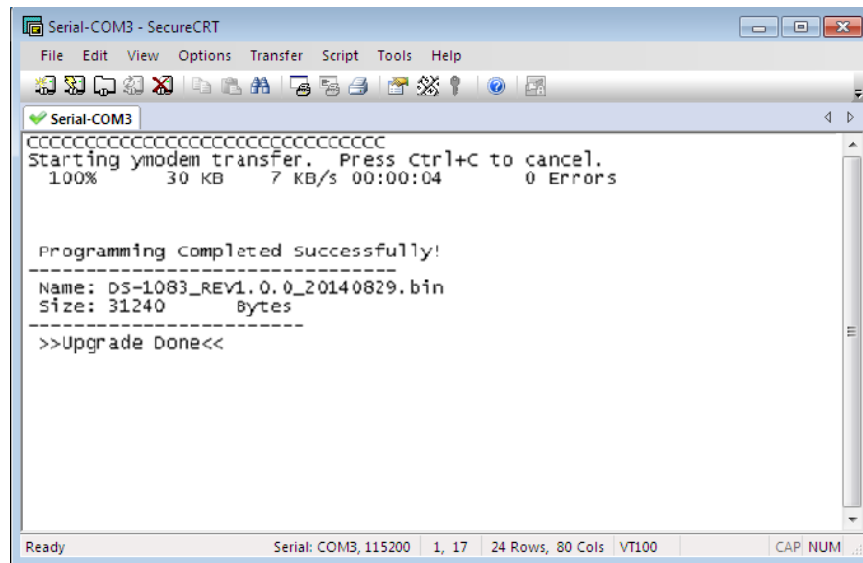 Serial-COM3 - SecureCRT
File Edit View Options Transfer Script Tools Help
Serial-COM3
CCCCCCCCCCCCCCCCCCCCCCCCCCCCCCCC
Starting ymodem transfer. Press Ctrl+C to cancel.
100% 30 KB 7 KB/s 00:00:04 0 Errors
Programming Completed Successfully!
--------------------------------
Name: DS-1083_REV1.0.0_20140829.bin
Size: 31240 Bytes
------------------------
>>Upgrade Done<<
Ready Serial: COM3, 115200 1, 17 24 Rows, 80 Cols VT100 CAP NUM